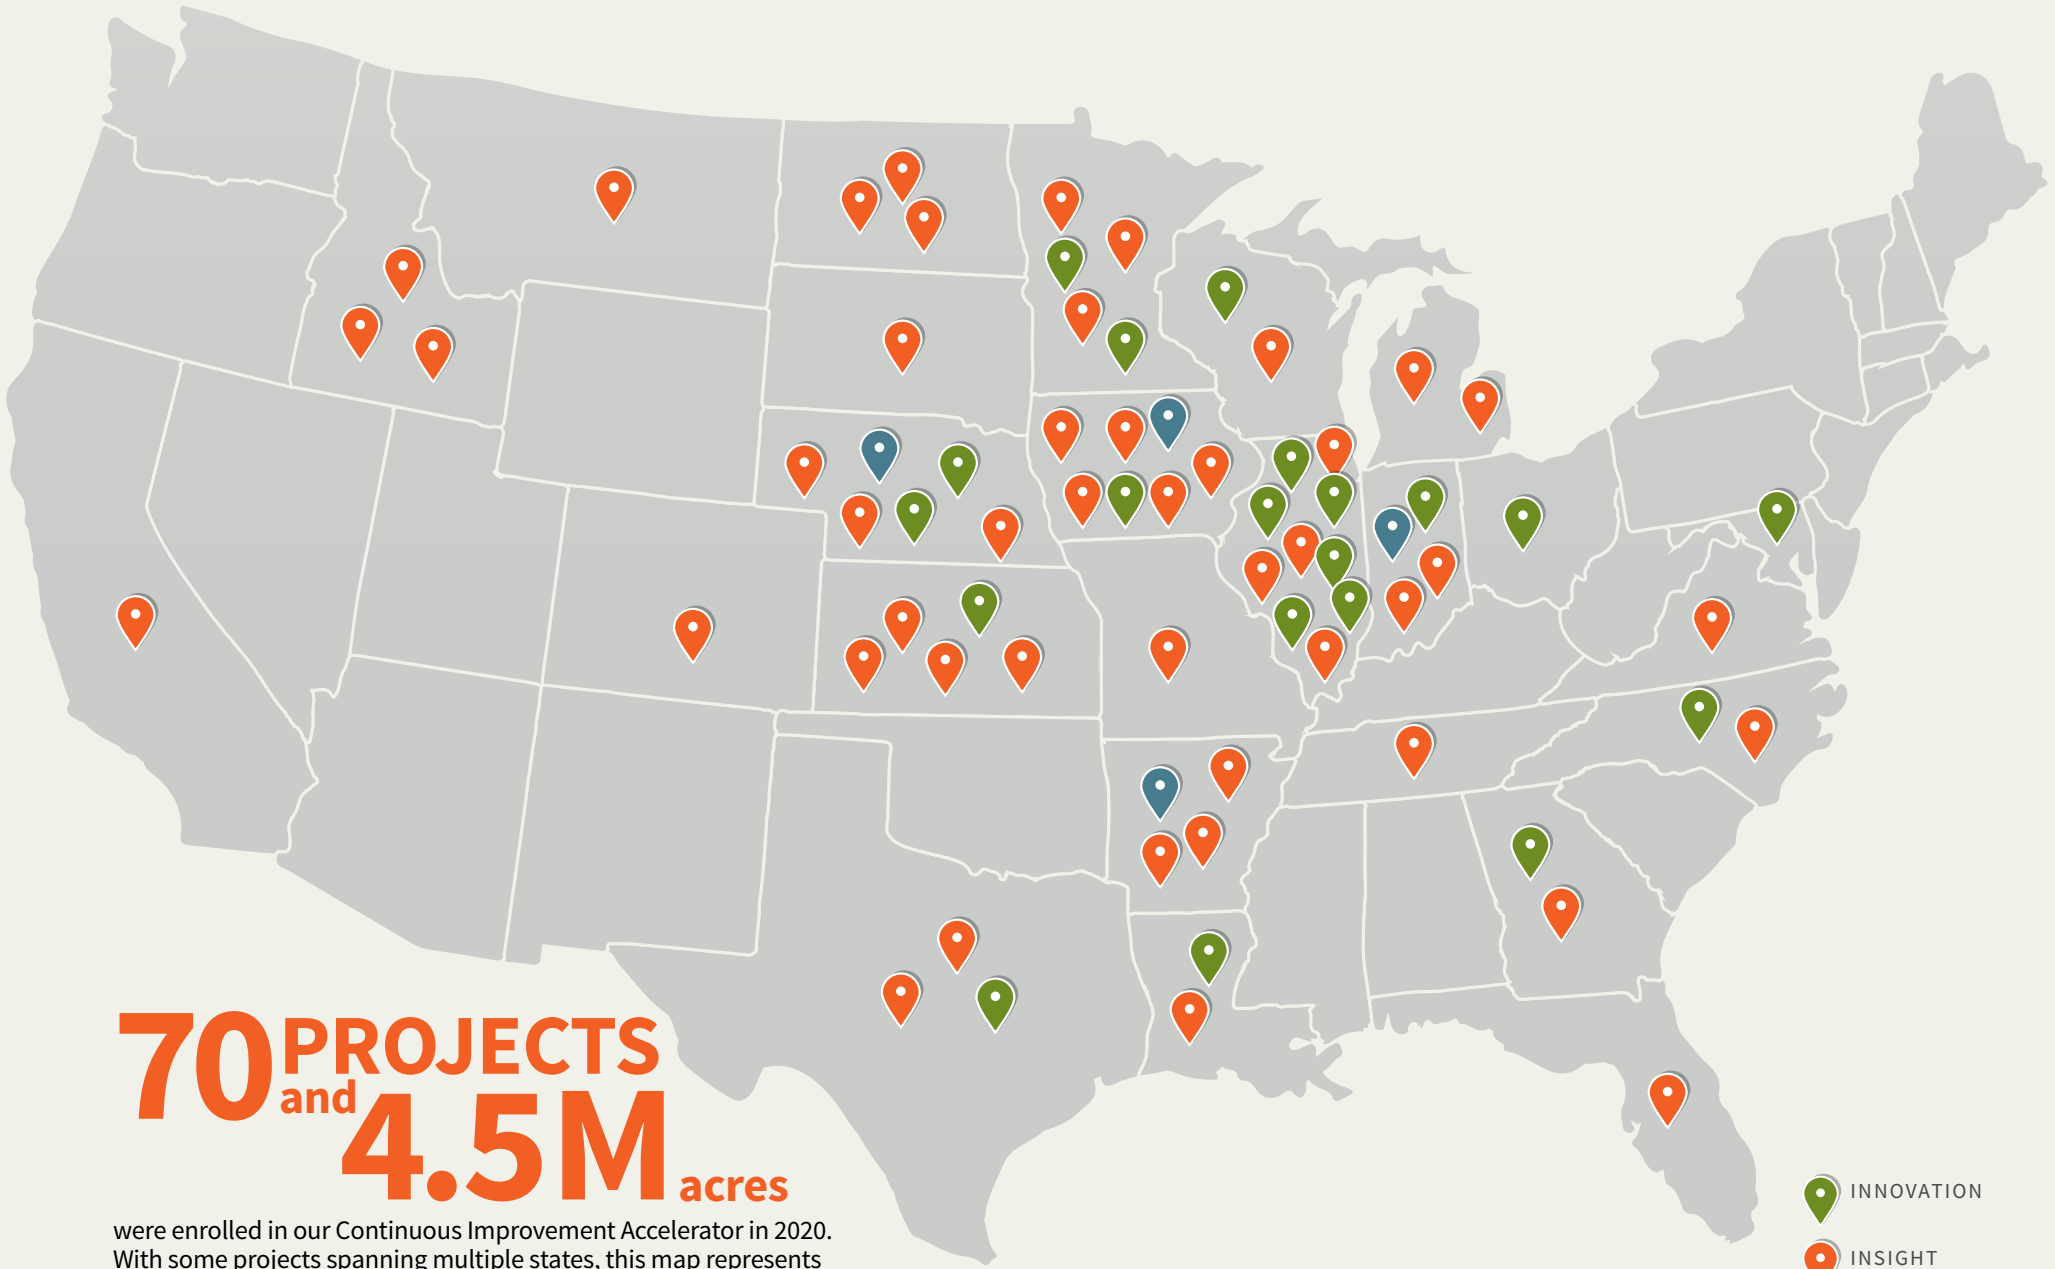 70 PROJECTS
and 4.5M acres
were enrolled in our Continuous Improvement Accelerator in 2020.
With some projects spanning multiple states, this map represents
INNOVATION
INSIGHT